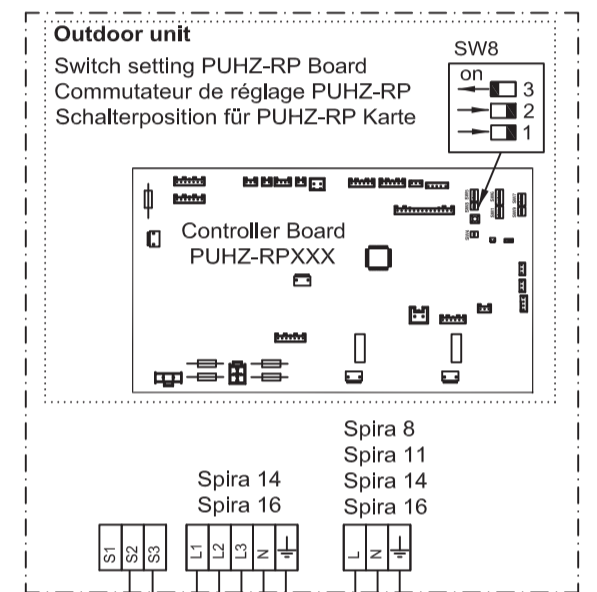 Outdoor unit
Switch setting PUHZ-RP Board
Commutateur de réglage PUHZ-RP
Schalterposition für PUHZ-RP Karte
SW8
on
3
2
1
Controller Board
PUHZ-RPXXX
Spira 14
Spira 16
Spira 8
Spira 11
Spira 14
Spira 16
S1 S2 S3
L1 L2 L3 N
L N